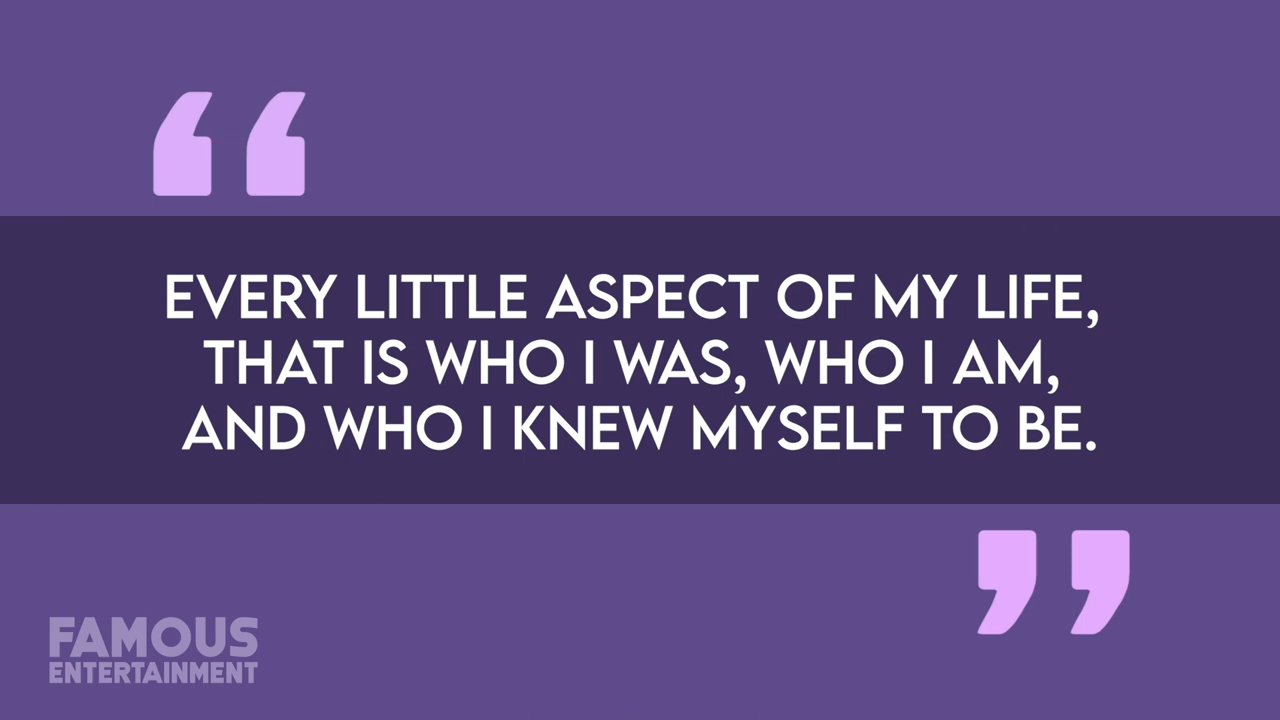 EVERY LITTLE ASPECT OF MY LIFE,
THAT IS WHO I WAS, WHO I AM,
AND WHO I KNEW MYSELF TO BE.
FAMOUS
ENTERTAINMENT